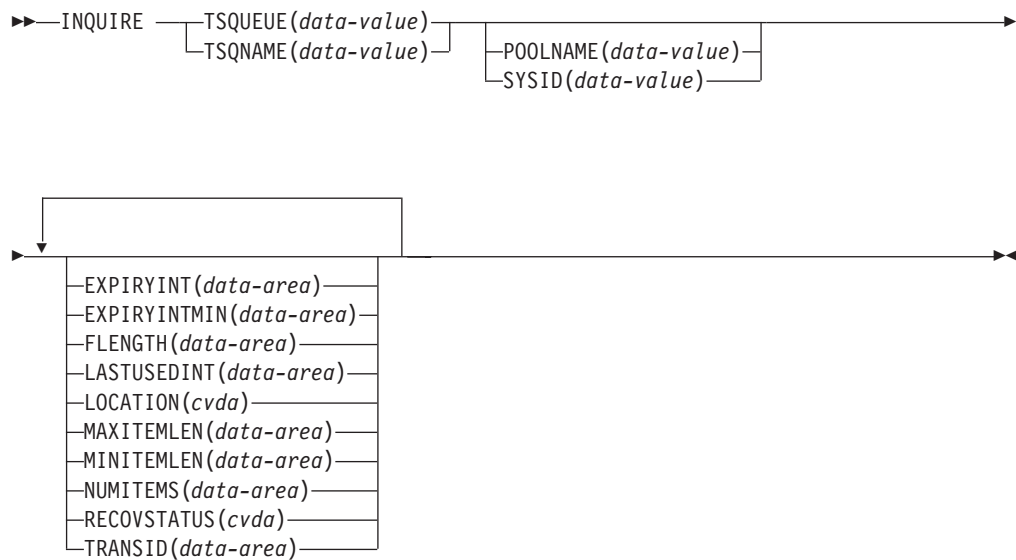 INQUIRE TSQUEUE(data-value)
TSQNAME(data-value)
POOLNAME(data-value)
SYSID(data-value)
EXPIRYINT(data-area)
EXPIRYINTMIN(data-area)
FLENGTH(data-area)
LASTUSEDINT(data-area)
LOCATION(cvda)
MAXITEMLEN(data-area)
MINITEMLEN(data-area)
NUMITEMS(data-area)
RECOVSTATUS(cvda)
TRANSID(data-area)